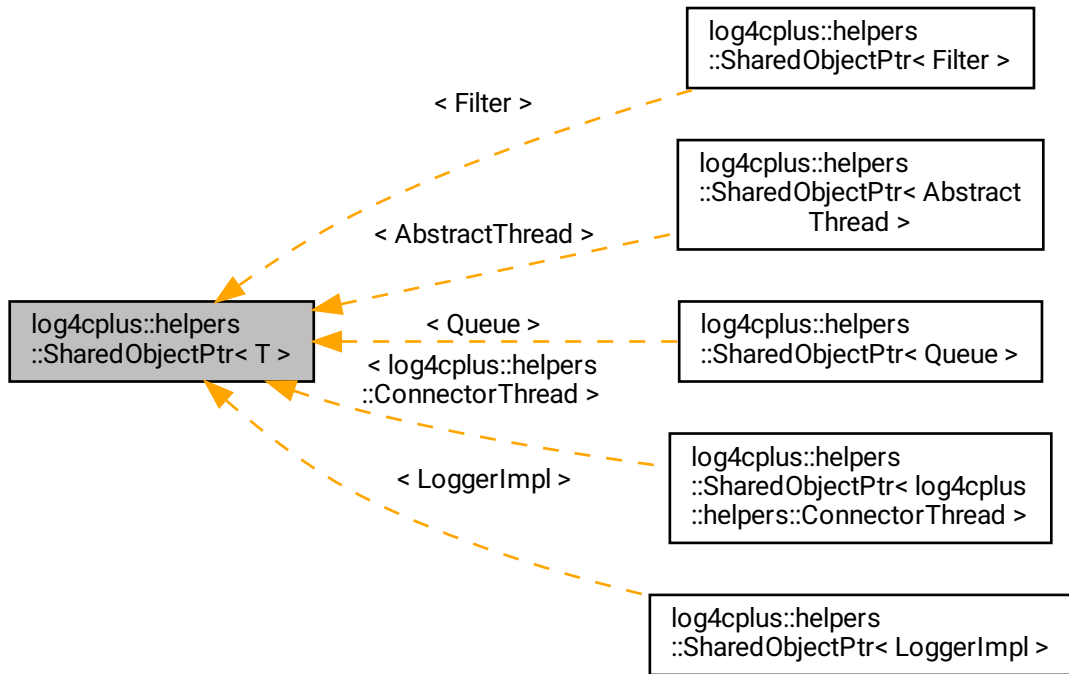 log4cplus::helpers
::SharedObjectPtr< Filter >
< Filter >
log4cplus::helpers
::SharedObjectPtr< Abstract
Thread >
< AbstractThread >
log4cplus::helpers
::SharedObjectPtr< T >
< Queue >
log4cplus::helpers
::SharedObjectPtr< Queue >
< log4cplus::helpers
::ConnectorThread >
log4cplus::helpers
::SharedObjectPtr< log4cplus
::helpers::ConnectorThread >
< LoggerImpl >
log4cplus::helpers
::SharedObjectPtr< LoggerImpl >